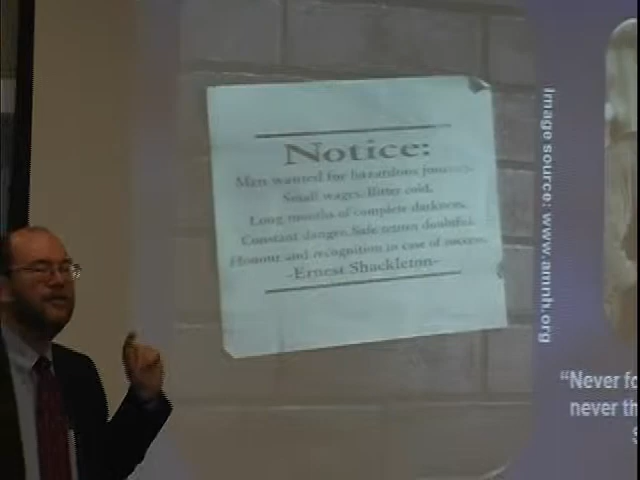 Notice:
Men wanted for hazardous journey.
Small wages. Bitter cold.
Long months of complete darkness.
Constant danger. Safe return doubtful.
Honour and recognition in case of success.
-Ernest Shackleton-
Image source: www.amnh.org
"Never
never